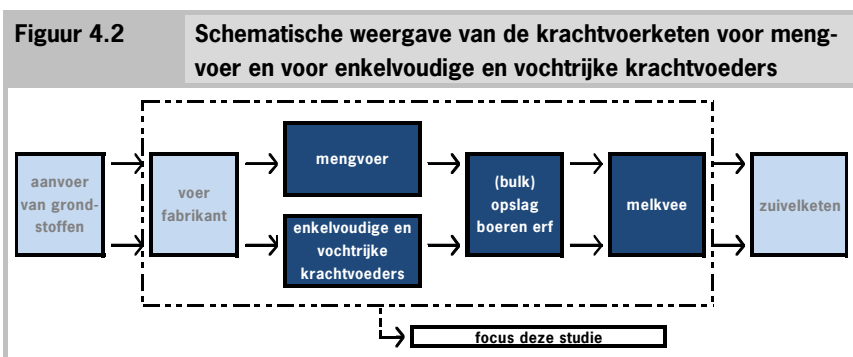 Figuur 4.2
Schematische weergave van de krachtvoerketen voor meng-
voer en voor enkelvoudige en vochtrijke krachtvoeders
aanvoer
van grond-
stoffen
voer
fabrikant
mengvoer
enkelvoudige en
vochtrijke
krachtvoeders
(bulk)
opslag
boeren erf
melkvee
zuivelketen
focus deze studie